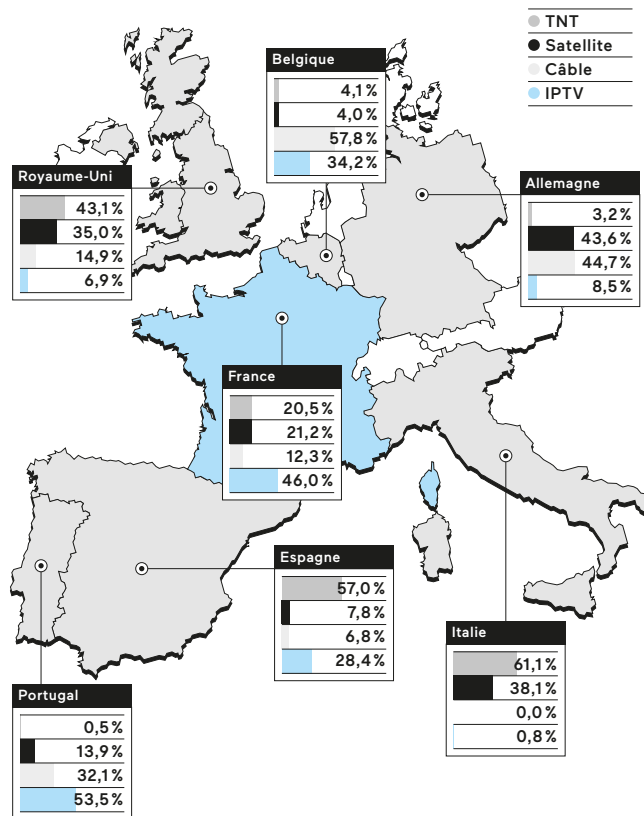 TNT
Satellite
Câble
IPTV
Belgique
4,1%
4,0%
57,8%
34,2%
Royaume-Uni
43,1%
35,0%
14,9%
6,9%
Allemagne
3,2%
43,6%
44,7%
8,5%
France
20,5%
21,2%
12,3%
46,0%
Espagne
57,0%
7,8%
6,8%
28,4%
Italie
61,1%
38,1%
0,0%
0,8%
Portugal
0,5%
13,9%
32,1%
53,5%